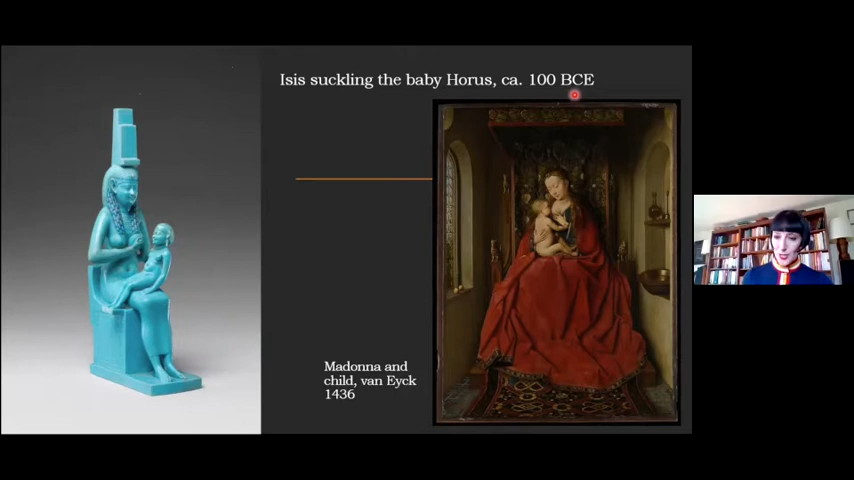 Isis suckling the baby Horus, ca. 100 BCE
Madonna and
child, van Eyck
1436